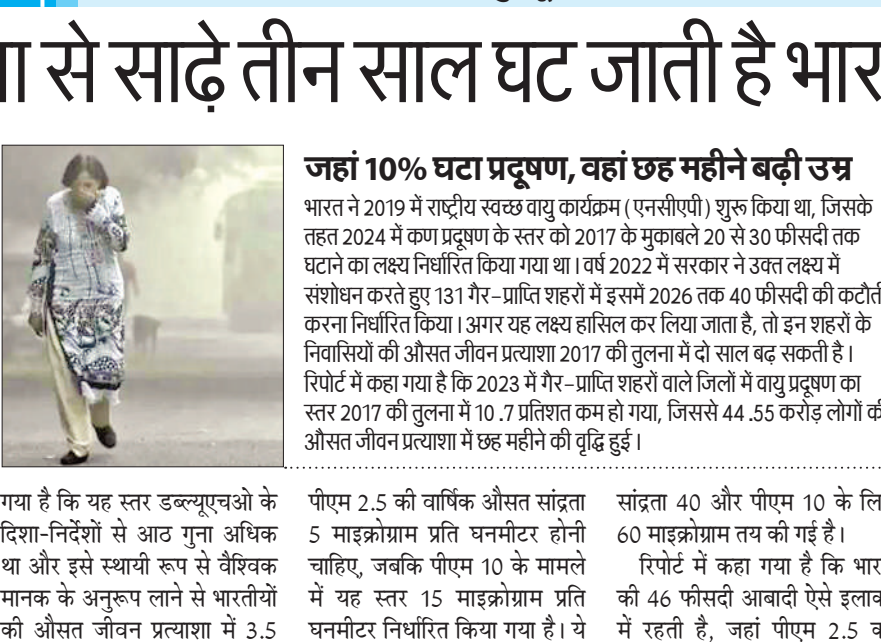 से साढ़े तीन साल घट जाती है
जहां 10% घटा प्रदूषण, वहां छह महीने बढ़ी उम्र
भारत ने 2019 में राष्ट्रीय स्वच्छ वायु कार्यक्रम (एनसीएपी) शुरू किया था, जिसके
तहत 2024 में कण प्रदूषण के स्तर को 2017 के मुकाबले 20 से 30 फीसदी तक
घटाने का लक्ष्य निर्धारित किया गया था। वर्ष 2022 में सरकार ने उक्त लक्ष्य में
संशोधन करते हुए 131 गैर-प्राप्ति शहरों में इसमें 2026 तक 40 फीसदी की कटौती
करना निर्धारित किया। अगर यह लक्ष्य हासिल कर लिया जाता है, तो इन शहरों के
निवासियों की औसत जीवन प्रत्याशा 2017 की तुलना में दो साल बढ़ सकती है।
रिपोर्ट में कहा गया है कि 2023 में गैर-प्राप्ति शहरों वाले जिलों में वायु प्रदूषण का
स्तर 2017 की तुलना में 10.7 प्रतिशत कम हो गया, जिससे 44.55 करोड़ लोगों की
औसत जीवन प्रत्याशा में छह महीने की वृद्धि हुई।
गया है कि यह स्तर डब्ल्यूएचओ के
दिशा-निर्देशों से आठ गुना अधिक
था और इसे स्थायी रूप से वैश्विक
मानक के अनुरूप लाने से भारतीयों
की औसत जीवन प्रत्याशा में 3.5
पीएम 2.5 की वार्षिक औसत सांद्रता
5 माइक्रोग्राम प्रति घनमीटर होनी
चाहिए, जबकि पीएम 10 के मामले
में यह स्तर 15 माइक्रोग्राम प्रति
घनमीटर निर्धारित किया गया है। ये
सांद्रता 40 और पीएम 10 के
60 माइक्रोग्राम तय की गई है।
रिपोर्ट में कहा गया है कि
की 46 फीसदी आबादी ऐसे
में रहती है, जहां पीएम 2.5